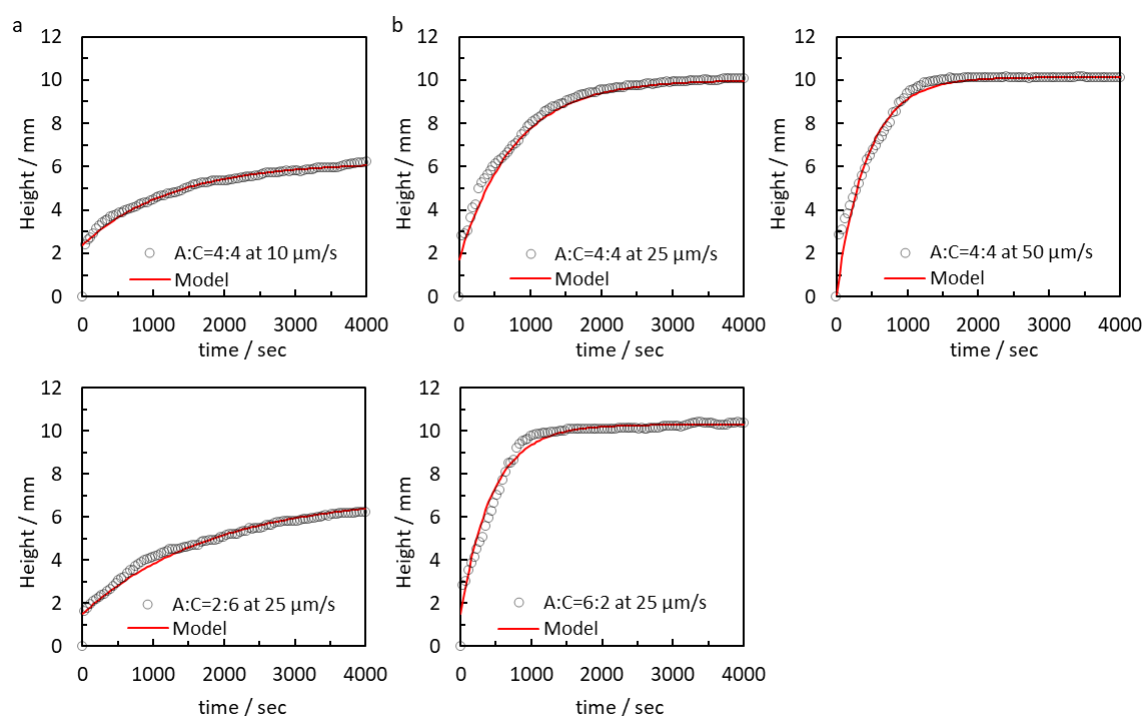 a
12
10
8
6
4
2
0
Height / mm
A:C=4:4 at 10 μm/s
Model
0 1000 2000 3000 4000
time / sec
b
12
10
8
6
4
2
0
Height / mm
A:C=4:4 at 25 μm/s
Model
0 1000 2000 3000 4000
time / sec
12
10
8
6
4
2
0
Height / mm
A:C=4:4 at 50 μm/s
Model
0 1000 2000 3000 4000
time / sec
12
10
8
6
4
2
0
Height / mm
A:C=2:6 at 25 μm/s
Model
0 1000 2000 3000 4000
time / sec
12
10
8
6
4
2
0
Height / mm
A:C=6:2 at 25 μm/s
Model
0 1000 2000 3000 4000
time / sec